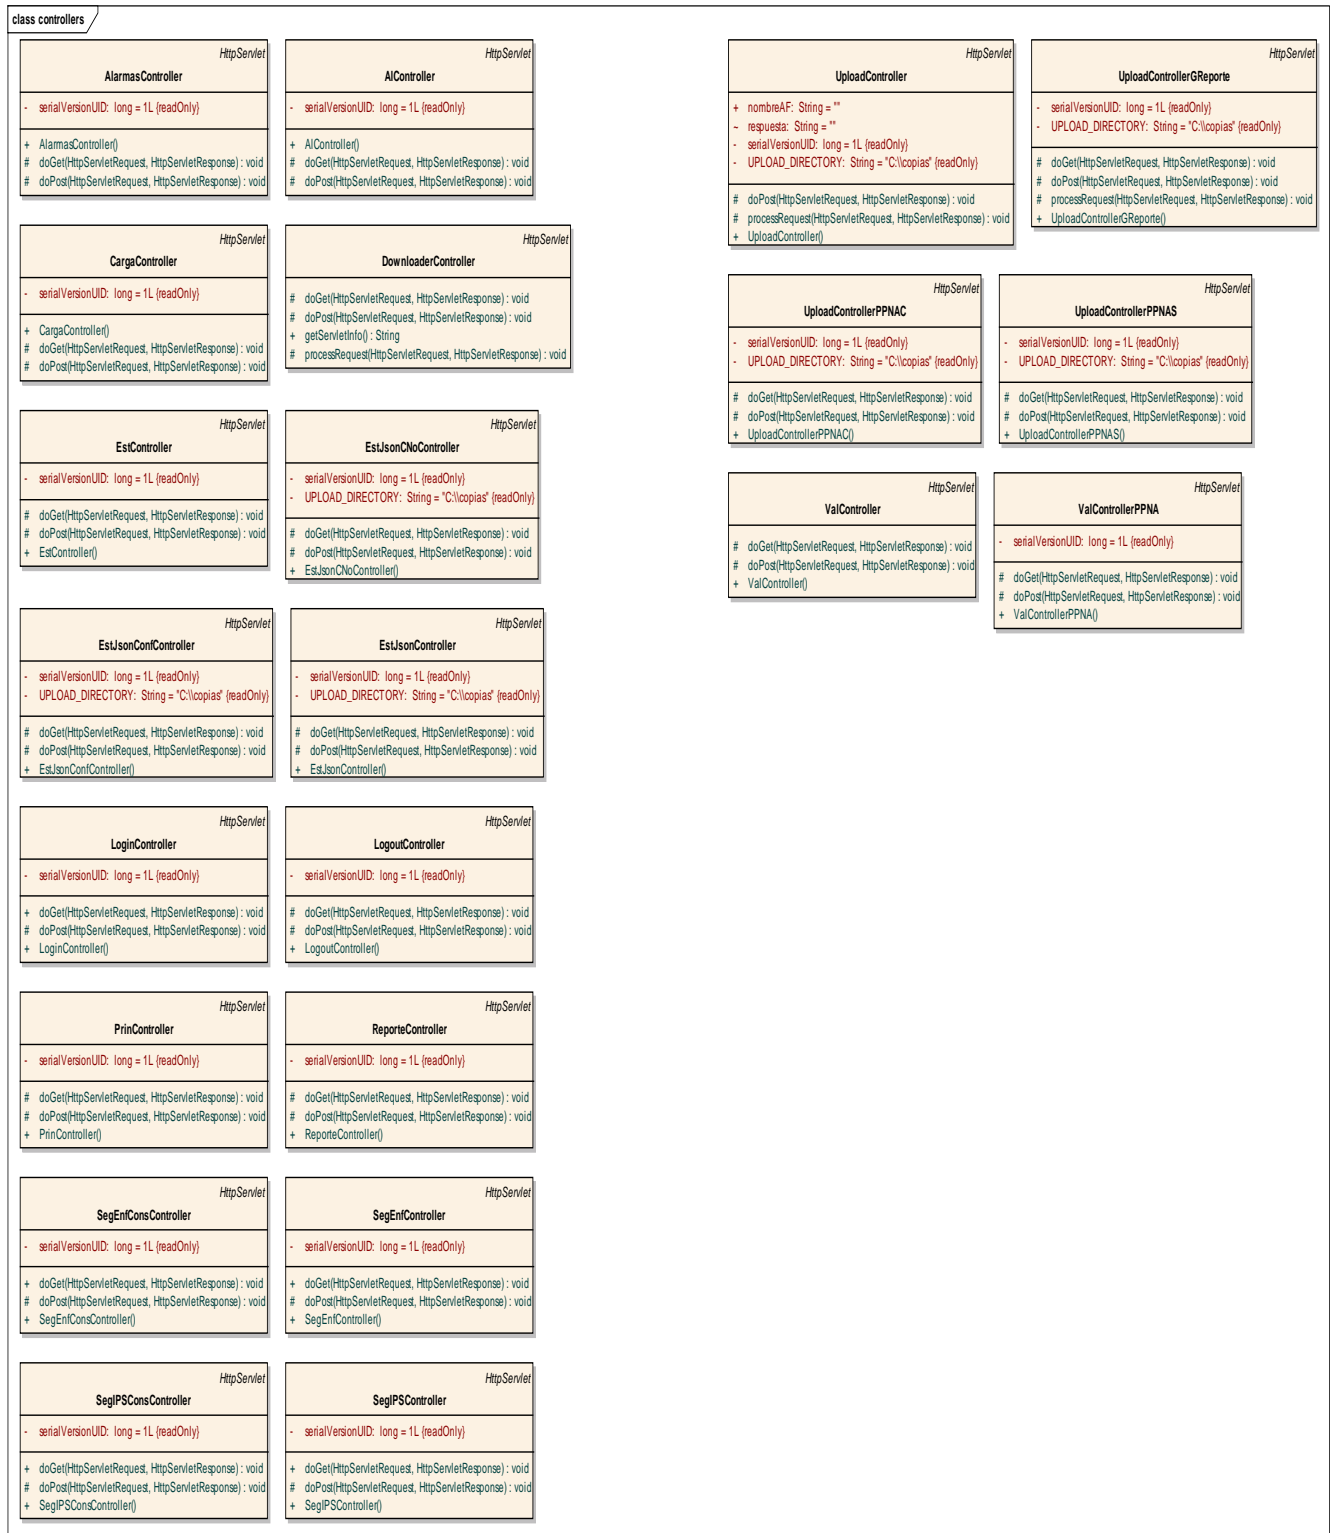 class controllers
HttpServlet
AlarmasController
- serialVersionUID: long = 1L {readOnly}
+ AlarmasController()
# doGet(HttpServletRequest, HttpServletResponse) : void
# doPost(HttpServletRequest, HttpServletResponse) : void
HttpServlet
AIController
- serialVersionUID: long = 1L {readOnly}
+ AIController()
# doGet(HttpServletRequest, HttpServletResponse) : void
# doPost(HttpServletRequest, HttpServletResponse) : void
HttpServlet
UploadController
+ nombreAF: String = ""
~ respuesta: String = ""
- serialVersionUID: long = 1L {readOnly}
- UPLOAD_DIRECTORY: String = "C:\\copias" {readOnly}
# doPost(HttpServletRequest, HttpServletResponse) : void
# processRequest(HttpServletRequest, HttpServletResponse) : void
+ UploadController()
HttpServlet
UploadControllerGReporte
- serialVersionUID: long = 1L {readOnly}
- UPLOAD_DIRECTORY: String = "C:\\copias" {readOnly}
# doGet(HttpServletRequest, HttpServletResponse) : void
# doPost(HttpServletRequest, HttpServletResponse) : void
# processRequest(HttpServletRequest, HttpServletResponse) : void
+ UploadControllerGReporte()
HttpServlet
CargaController
- serialVersionUID: long = 1L {readOnly}
+ CargaController()
# doGet(HttpServletRequest, HttpServletResponse) : void
# doPost(HttpServletRequest, HttpServletResponse) : void
HttpServlet
DownloaderController
# doGet(HttpServletRequest, HttpServletResponse) : void
# doPost(HttpServletRequest, HttpServletResponse) : void
+ getServletInfo() : String
# processRequest(HttpServletRequest, HttpServletResponse) : void
HttpServlet
UploadControllerPPNAC
- serialVersionUID: long = 1L {readOnly}
- UPLOAD_DIRECTORY: String = "C:\\copias" {readOnly}
# doGet(HttpServletRequest, HttpServletResponse) : void
# doPost(HttpServletRequest, HttpServletResponse) : void
+ UploadControllerPPNAC()
HttpServlet
UploadControllerPPNAS
- serialVersionUID: long = 1L {readOnly}
- UPLOAD_DIRECTORY: String = "C:\\copias" {readOnly}
# doGet(HttpServletRequest, HttpServletResponse) : void
# doPost(HttpServletRequest, HttpServletResponse) : void
+ UploadControllerPPNAS()
HttpServlet
EstController
- serialVersionUID: long = 1L {readOnly}
# doGet(HttpServletRequest, HttpServletResponse) : void
# doPost(HttpServletRequest, HttpServletResponse) : void
+ EstController()
HttpServlet
EstJsonCNoController
- serialVersionUID: long = 1L {readOnly}
- UPLOAD_DIRECTORY: String = "C:\\copias" {readOnly}
# doGet(HttpServletRequest, HttpServletResponse) : void
# doPost(HttpServletRequest, HttpServletResponse) : void
+ EstJsonCNoController()
HttpServlet
ValController
# doGet(HttpServletRequest, HttpServletResponse) : void
# doPost(HttpServletRequest, HttpServletResponse) : void
+ ValController()
HttpServlet
ValControllerPPNA
- serialVersionUID: long = 1L {readOnly}
# doGet(HttpServletRequest, HttpServletResponse) : void
# doPost(HttpServletRequest, HttpServletResponse) : void
+ ValControllerPPNA()
HttpServlet
EstJsonConfController
- serialVersionUID: long = 1L {readOnly}
- UPLOAD_DIRECTORY: String = "C:\\copias" {readOnly}
# doGet(HttpServletRequest, HttpServletResponse) : void
# doPost(HttpServletRequest, HttpServletResponse) : void
+ EstJsonConfController()
HttpServlet
EstJsonController
- serialVersionUID: long = 1L {readOnly}
- UPLOAD_DIRECTORY: String = "C:\\copias" {readOnly}
# doGet(HttpServletRequest, HttpServletResponse) : void
# doPost(HttpServletRequest, HttpServletResponse) : void
+ EstJsonController()
HttpServlet
LoginController
- serialVersionUID: long = 1L {readOnly}
+ doGet(HttpServletRequest, HttpServletResponse) : void
# doPost(HttpServletRequest, HttpServletResponse) : void
+ LoginController()
HttpServlet
LogoutController
- serialVersionUID: long = 1L {readOnly}
# doGet(HttpServletRequest, HttpServletResponse) : void
# doPost(HttpServletRequest, HttpServletResponse) : void
+ LogoutController()
HttpServlet
PrinController
- serialVersionUID: long = 1L {readOnly}
# doGet(HttpServletRequest, HttpServletResponse) : void
# doPost(HttpServletRequest, HttpServletResponse) : void
+ PrinController()
HttpServlet
ReporteController
- serialVersionUID: long = 1L {readOnly}
# doGet(HttpServletRequest, HttpServletResponse) : void
# doPost(HttpServletRequest, HttpServletResponse) : void
+ ReporteController()
HttpServlet
SegEnfConsController
- serialVersionUID: long = 1L {readOnly}
+ doGet(HttpServletRequest, HttpServletResponse) : void
# doPost(HttpServletRequest, HttpServletResponse) : void
+ SegEnfConsController()
HttpServlet
SegEnfController
- serialVersionUID: long = 1L {readOnly}
+ doGet(HttpServletRequest, HttpServletResponse) : void
# doPost(HttpServletRequest, HttpServletResponse) : void
+ SegEnfController()
HttpServlet
SegIPSConsController
- serialVersionUID: long = 1L {readOnly}
+ doGet(HttpServletRequest, HttpServletResponse) : void
# doPost(HttpServletRequest, HttpServletResponse) : void
+ SegIPSConsController()
HttpServlet
SegIPSController
- serialVersionUID: long = 1L {readOnly}
+ doGet(HttpServletRequest, HttpServletResponse) : void
# doPost(HttpServletRequest, HttpServletResponse) : void
+ SegIPSController()